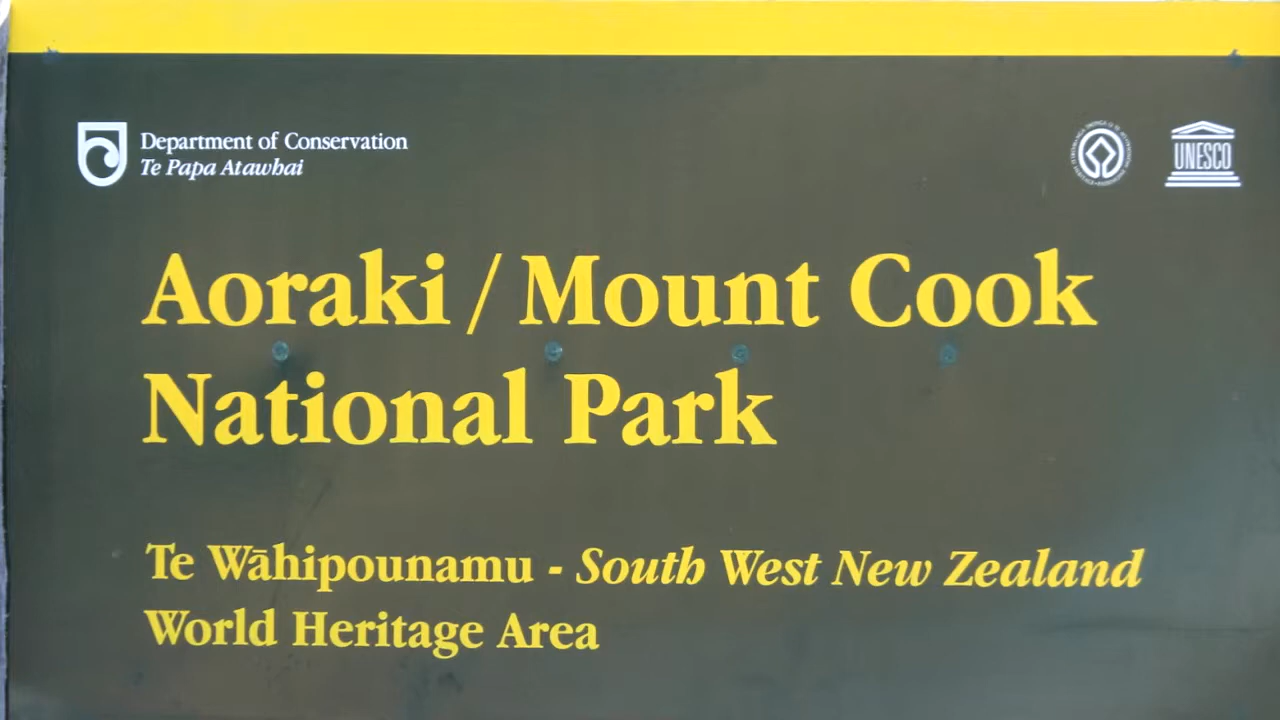 Department of Conservation
Te Papa Atawhai
UNESCO
Aoraki / Mount Cook
National Park
Te Wāhipounamu - South West New Zealand
World Heritage Area